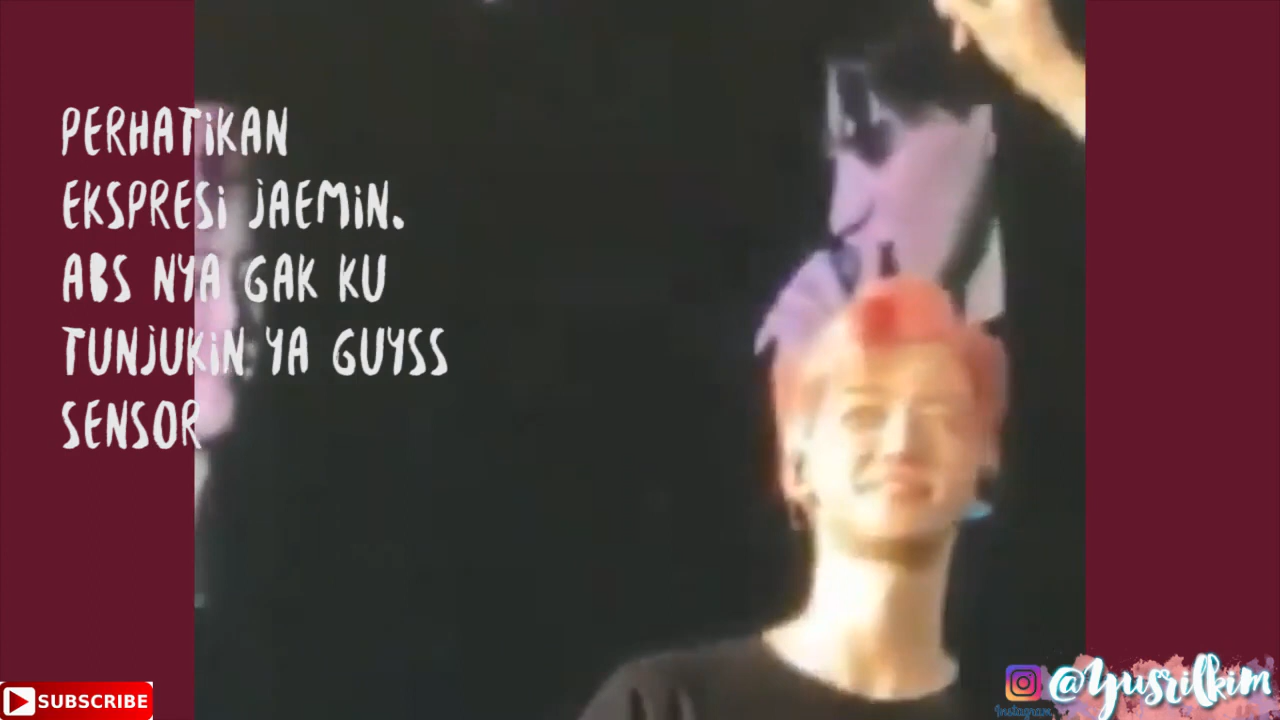 PERHATiKAN
EKSPRESi JAEMiN.
ABS NYA GAK KU
TUNJUKiN YA GUYSS
SENSOR
SUBSCRIBE
@Yusrilkim
Instagram